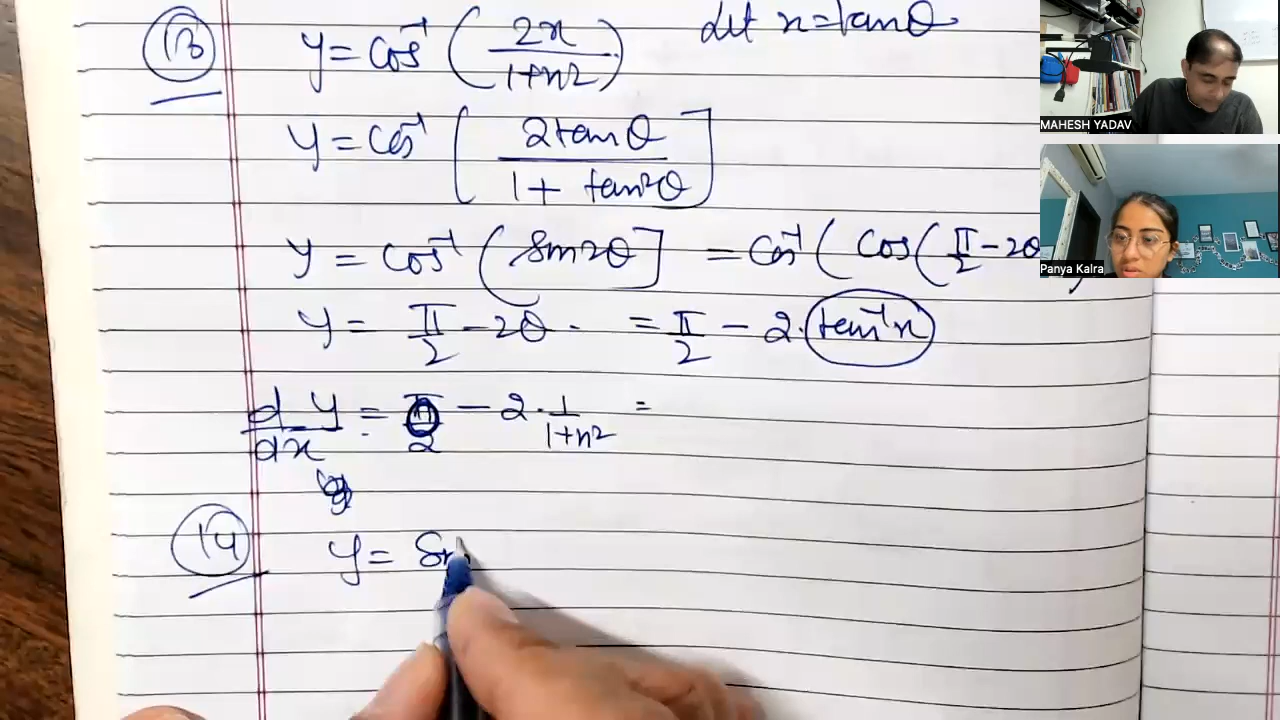 13 y = cos⁻¹ (2x / 1+x²) Let x = tanθ
MAHESH YADAV
y = cos⁻¹ [2tanθ / 1 + tan²θ]
y = cos⁻¹ (sin2θ] = cos⁻¹ ( cos( π/2 − 2θ
Panya Kalra
y = π/2 − 2θ. = π/2 − 2.tan⁻¹x
dy/dx = 0 − 2.1/1+x² =
14 y = Sin